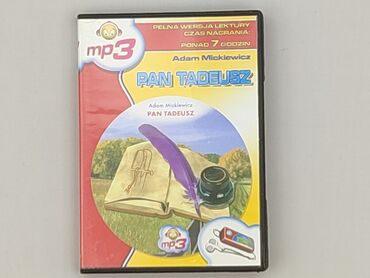 mp3
PEŁNA WERSJA LEKTURY
CZAS NAGRANIA:
PONAD 7 GODZIN
Adam Mickiewicz
PAN TADEUSZ
Adam Mickiewicz
PAN TADEUSZ
mp3